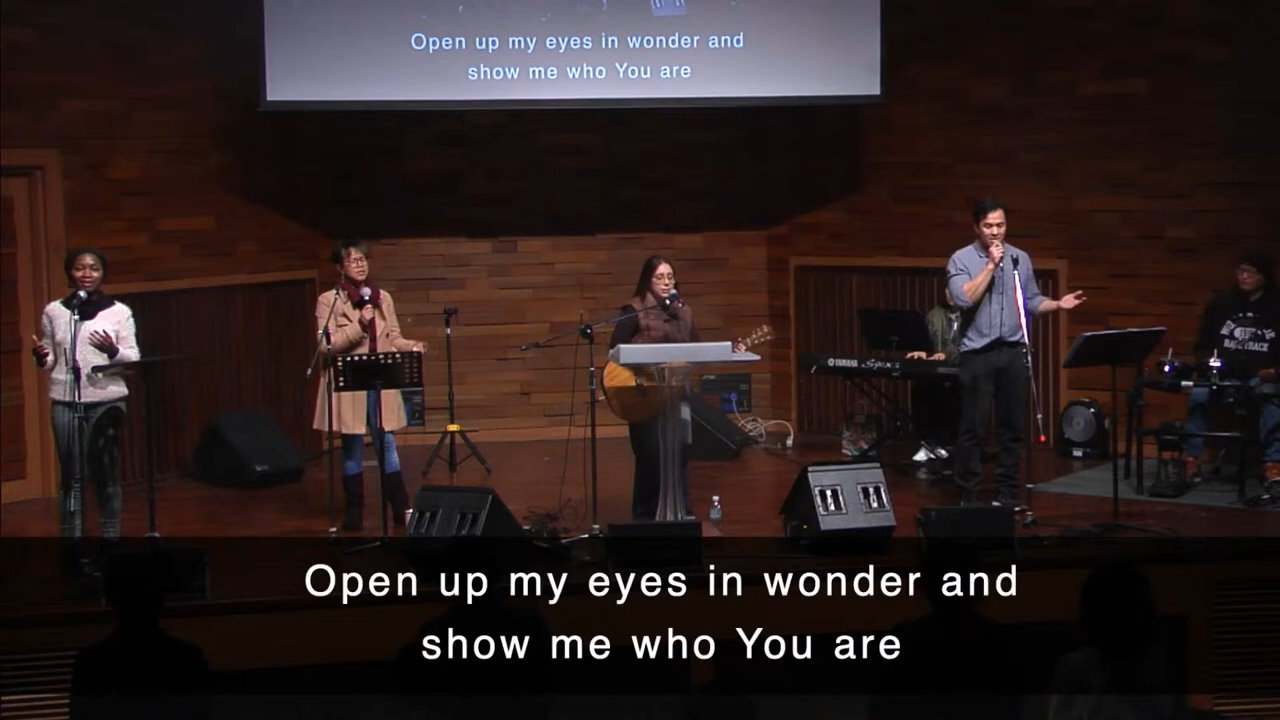 Open up my eyes in wonder and
show me who You are
YAMAHA
Open up my eyes in wonder and
show me who You are